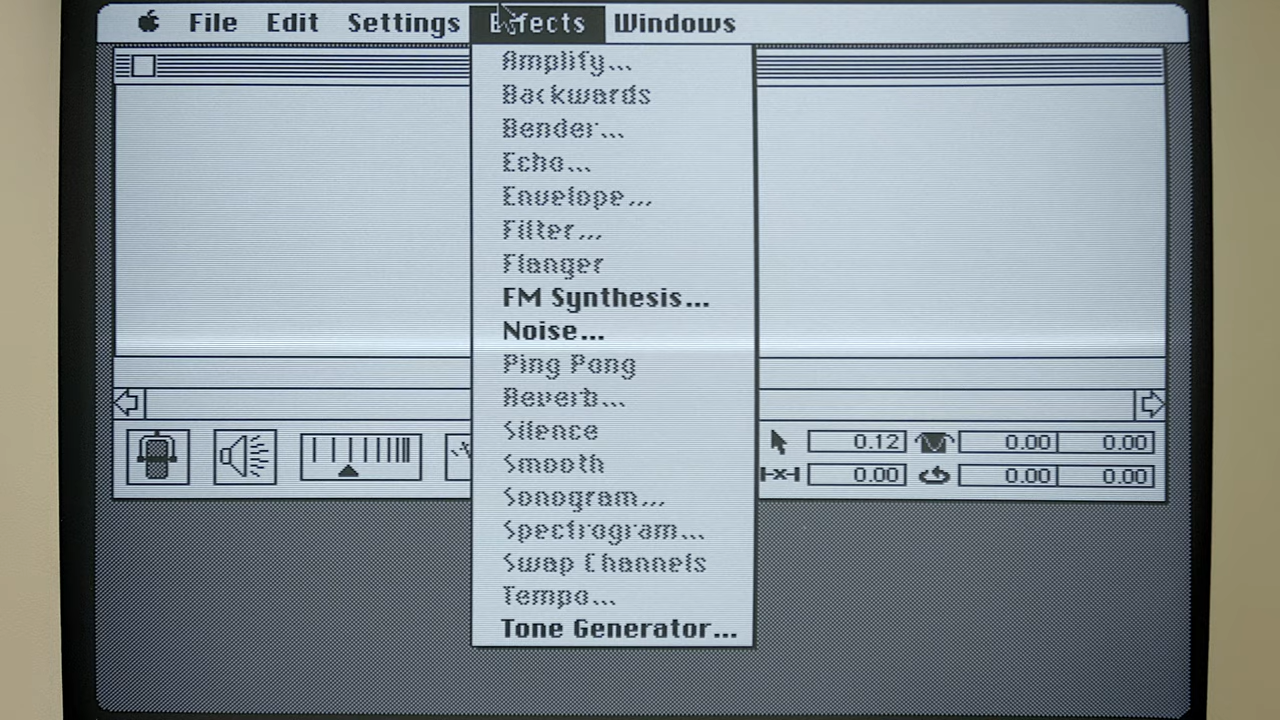 File Edit Settings Effects Windows
Amplify...
Backwards
Bender...
Echo...
Envelope...
Filter...
Flanger
FM Synthesis...
Noise...
Ping Pong
Reverb...
Silence
Smooth
Sonogram...
Spectrogram...
Swap Channels
Tempo...
Tone Generator...
0.12 0.00 0.00
0.00 0.00 0.00